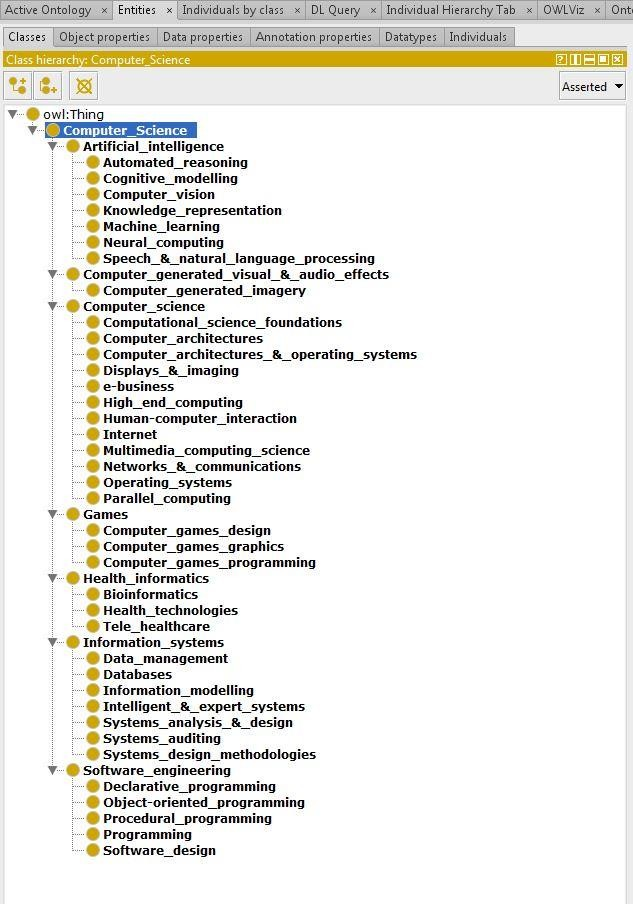 Active Ontology × Entities × Individuals by class × DL Query × Individual Hierarchy Tab × OWLViz × Ont
Classes Object properties Data properties Annotation properties Datatypes Individuals
Class hierarchy: Computer_Science
Asserted
owl:Thing
Computer_Science
Artificial_intelligence
Automated_reasoning
Cognitive_modelling
Computer_vision
Knowledge_representation
Machine_learning
Neural_computing
Speech_&_natural_language_processing
Computer_generated_visual_&_audio_effects
Computer_generated_imagery
Computer_science
Computational_science_foundations
Computer_architectures
Computer_architectures_&_operating_systems
Displays_&_imaging
e-business
High_end_computing
Human-computer_interaction
Internet
Multimedia_computing_science
Networks_&_communications
Operating_systems
Parallel_computing
Games
Computer_games_design
Computer_games_graphics
Computer_games_programming
Health_informatics
Bioinformatics
Health_technologies
Tele_healthcare
Information_systems
Data_management
Databases
Information_modelling
Intelligent_&_expert_systems
Systems_analysis_&_design
Systems_auditing
Systems_design_methodologies
Software_engineering
Declarative_programming
Object-oriented_programming
Procedural_programming
Programming
Software_design